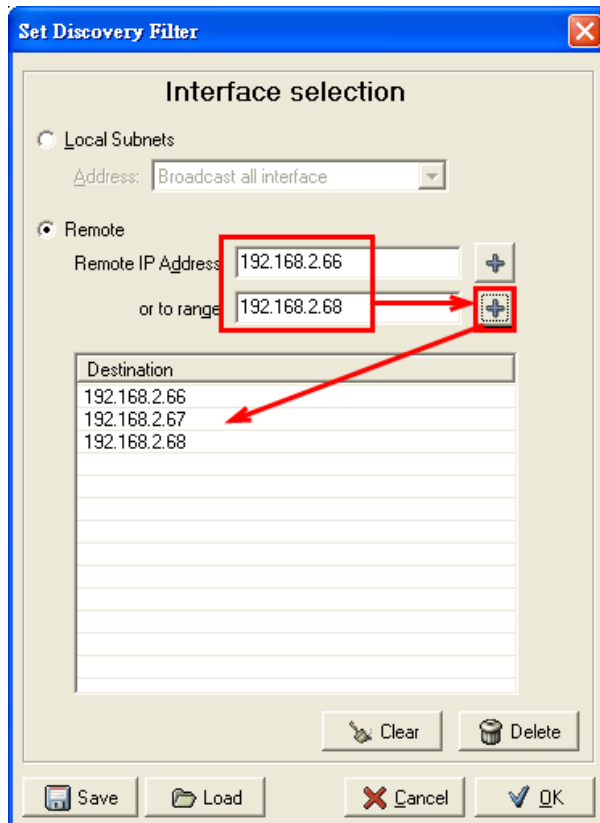 Set Discovery Filter
Interface selection
Local Subnets
Address: Broadcast all interface
Remote
Remote IP Address 192.168.2.66
or to range 192.168.2.68
Destination
192.168.2.66
192.168.2.67
192.168.2.68
Clear Delete
Save Load Cancel OK